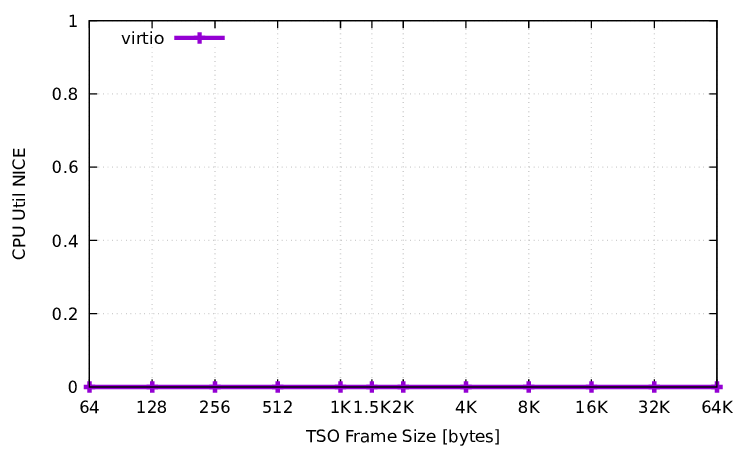 1
virtio
0.8
0.6
0.4
0.2
0
CPU Util NICE
64 128 256 512 1K 1.5K 2K 4K 8K 16K 32K 64K
TSO Frame Size [bytes]